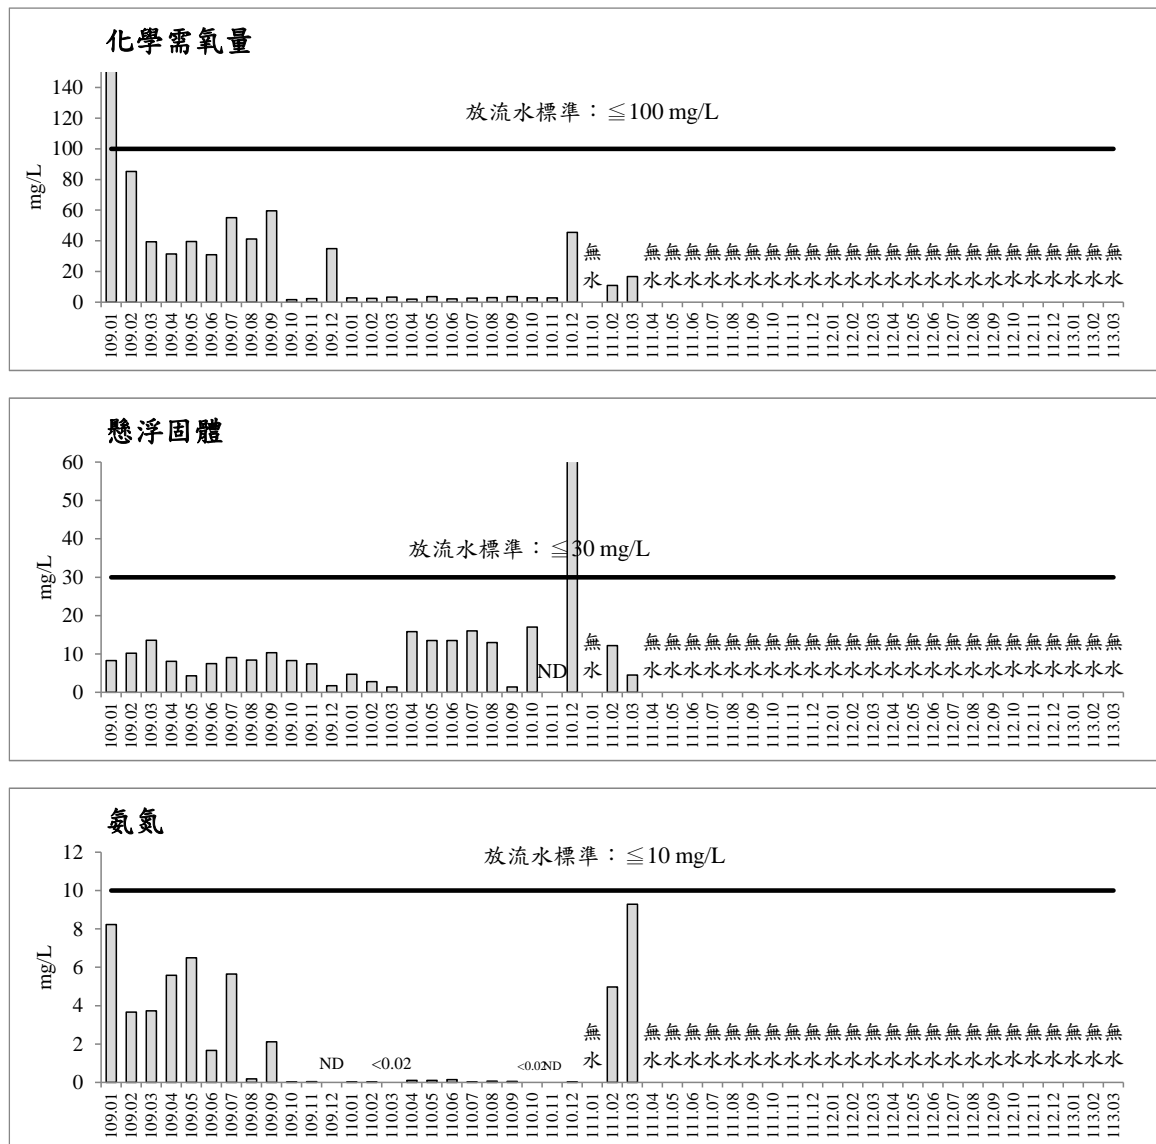 化學需氧量
放流水標準：≦100 mg/L
mg/L
140
120
100
80
60
40
20
0
無 無 無 無 無 無 無 無 無 無 無 無 無 無 無 無 無 無 無 無 無 無 無 無 無
水 水 水 水 水 水 水 水 水 水 水 水 水 水 水 水 水 水 水 水 水 水 水 水 水
109.01 109.02 109.03 109.04 109.05 109.06 109.07 109.08 109.09 109.10 109.11 109.12 110.01 110.02 110.03 110.04 110.05 110.06 110.07 110.08 110.09 110.10 110.11 110.12 111.01 111.02 111.03 111.04 111.05 111.06 111.07 111.08 111.09 111.10 111.11 111.12 112.01 112.02 112.03 112.04 112.05 112.06 112.07 112.08 112.09 112.10 112.11 112.12 113.01 113.02 113.03
懸浮固體
放流水標準：≦30 mg/L
mg/L
60
50
40
30
20
10
0
ND
無 無 無 無 無 無 無 無 無 無 無 無 無 無 無 無 無 無 無 無 無 無 無 無 無
水 水 水 水 水 水 水 水 水 水 水 水 水 水 水 水 水 水 水 水 水 水 水 水 水
109.01 109.02 109.03 109.04 109.05 109.06 109.07 109.08 109.09 109.10 109.11 109.12 110.01 110.02 110.03 110.04 110.05 110.06 110.07 110.08 110.09 110.10 110.11 110.12 111.01 111.02 111.03 111.04 111.05 111.06 111.07 111.08 111.09 111.10 111.11 111.12 112.01 112.02 112.03 112.04 112.05 112.06 112.07 112.08 112.09 112.10 112.11 112.12 113.01 113.02 113.03
氨氮
放流水標準：≦10 mg/L
mg/L
12
10
8
6
4
2
0
ND <0.02 <0.02 ND
無 無 無 無 無 無 無 無 無 無 無 無 無 無 無 無 無 無 無 無 無 無 無 無 無
水 水 水 水 水 水 水 水 水 水 水 水 水 水 水 水 水 水 水 水 水 水 水 水 水
109.01 109.02 109.03 109.04 109.05 109.06 109.07 109.08 109.09 109.10 109.11 109.12 110.01 110.02 110.03 110.04 110.05 110.06 110.07 110.08 110.09 110.10 110.11 110.12 111.01 111.02 111.03 111.04 111.05 111.06 111.07 111.08 111.09 111.10 111.11 111.12 112.01 112.02 112.03 112.04 112.05 112.06 112.07 112.08 112.09 112.10 112.11 112.12 113.01 113.02 113.03